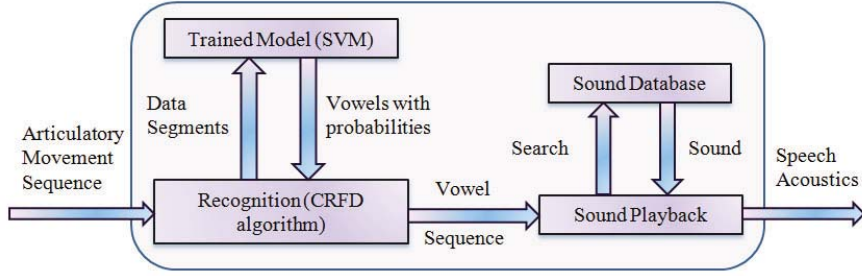 Trained Model (SVM)
Data
Segments
Vowels with
probabilities
Sound Database
Articulatory
Movement
Sequence
Search
Sound
Speech
Acoustics
Recognition (CRFD
algorithm)
Vowel
Sequence
Sound Playback